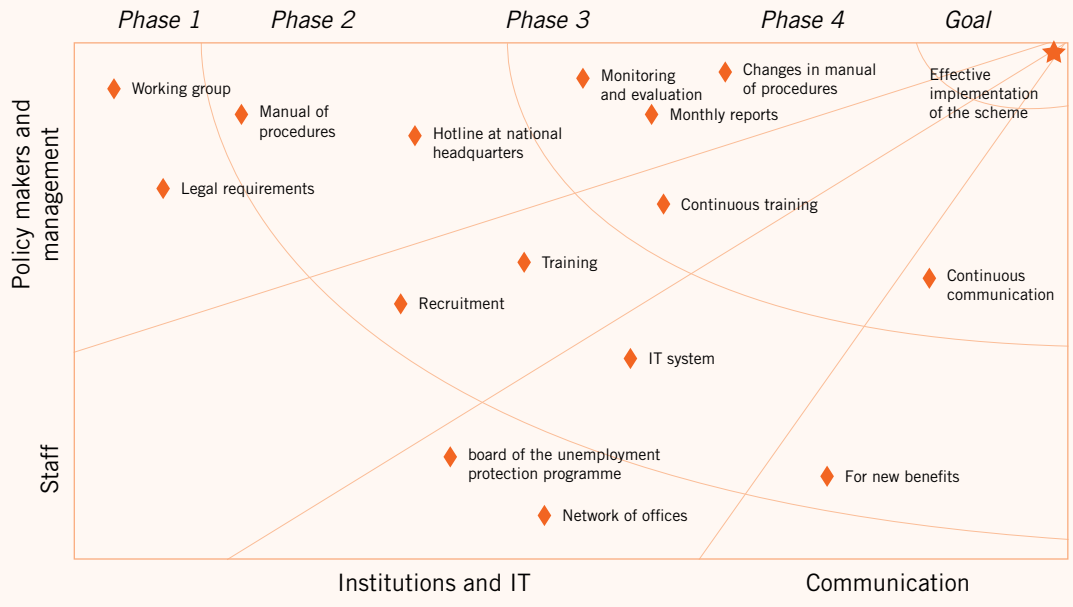 Phase 1
Phase 2
Phase 3
Phase 4
Goal
Policy makers and
management
Staff
Working group
Manual of
procedures
Legal requirements
Hotline at national
headquarters
Monitoring
and evaluation
Changes in manual
of procedures
Monthly reports
Effective
implementation
of the scheme
Continuous training
Training
Recruitment
Continuous
communication
IT system
board of the unemployment
protection programme
For new benefits
Network of offices
Institutions and IT
Communication